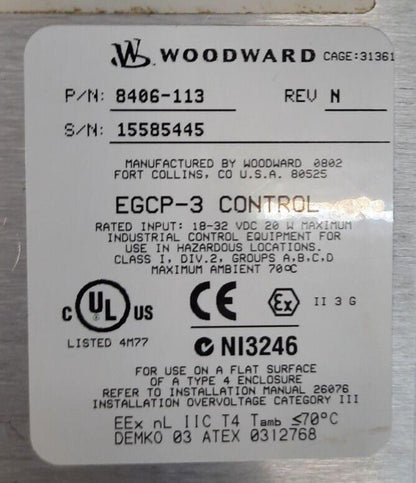 WOODWARD CAGE:31361
P/N: 8406-113 REV N
S/N: 15585445
MANUFACTURED BY WOODWARD 0802
FORT COLLINS, CO U.S.A. 80525
EGCP-3 CONTROL
RATED INPUT: 18-32 VDC 20 W MAXIMUM
INDUSTRIAL CONTROL EQUIPMENT FOR
USE IN HAZARDOUS LOCATIONS.
CLASS I, DIV.2, GROUPS A,B,C,D
MAXIMUM AMBIENT 70°C
C UL US CE Ex II 3 G
LISTED 4M77 C NI3246
FOR USE ON A FLAT SURFACE
OF A TYPE 4 ENCLOSURE
REFER TO INSTALLATION MANUAL 26076
INSTALLATION OVERVOLTAGE CATEGORY III
EEx nL IIC T4 Tamb ≤70°C
DEMKO 03 ATEX 0312768